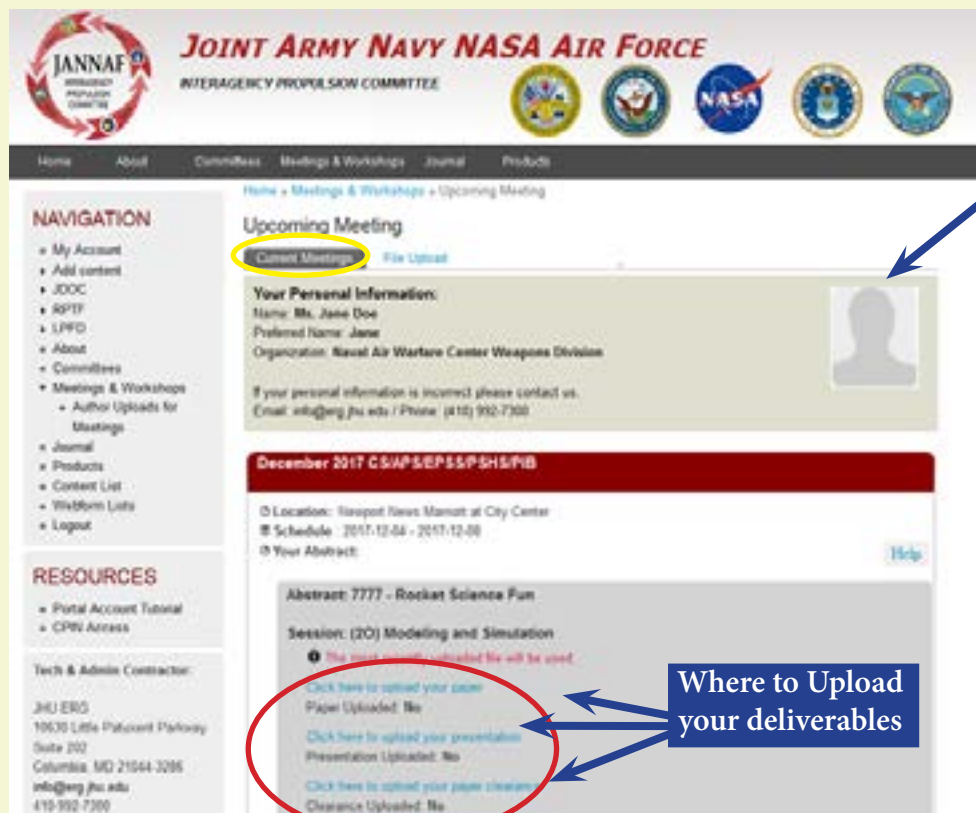 JANNAF
INTERAGENCY
PROPULSION
COMMITTEE
JOINT ARMY NAVY NASA AIR FORCE
INTERAGENCY PROPULSION COMMITTEE
NASA
Home About Committees Meetings & Workshops Journal Products
Home » Meetings & Workshops » Upcoming Meeting
NAVIGATION
My Account
Add content
JDOC
RPTF
LPFD
About
Committees
Meetings & Workshops
Author Uploads for
Meetings
Journal
Products
Content List
Webform Lists
Logout
RESOURCES
Portal Account Tutorial
CPIN Access
Tech & Admin Contractor:
JHU ERG
10630 Little Patuxent Parkway
Suite 202
Columbia, MD 21044-3286
info@erg.jhu.edu
410-992-7300
Upcoming Meeting
Current Meetings File Upload
Your Personal Information:
Name: Ms. Jane Doe
Preferred Name: Jane
Organization: Naval Air Warfare Center Weapons Division
If your personal information is incorrect please contact us.
Email: info@erg.jhu.edu / Phone: (410) 992-7300
December 2017 CS/APS/EPSS/PSHS/PIB
Location: Newport News Marriott at City Center
Schedule : 2017-12-04 - 2017-12-08
Your Abstract:
Help
Abstract: 7777 - Rocket Science Fun
Session: (2O) Modeling and Simulation
The most recently uploaded file will be used
Click here to upload your paper
Paper Uploaded: No
Click here to upload your presentation
Presentation Uploaded: No
Click here to upload your paper clearance
Clearance Uploaded: No
Where to Upload
your deliverables